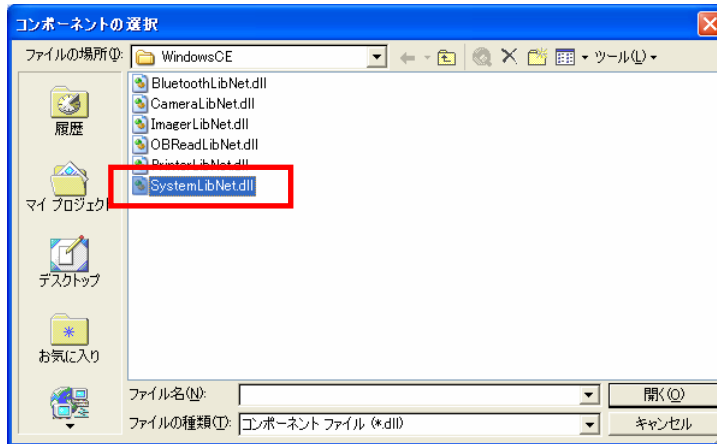 コンポーネントの選択
ファイルの場所(I): WindowsCE ツール(L)
BluetoothLibNet.dll
CameraLibNet.dll
ImagerLibNet.dll
OBReadLibNet.dll
PrinterLibNet.dll
SystemLibNet.dll
履歴
マイ プロジェクト
デスクトップ
お気に入り
ファイル名(N): 開く(O)
ファイルの種類(T): コンポーネント ファイル (*.dll) キャンセル